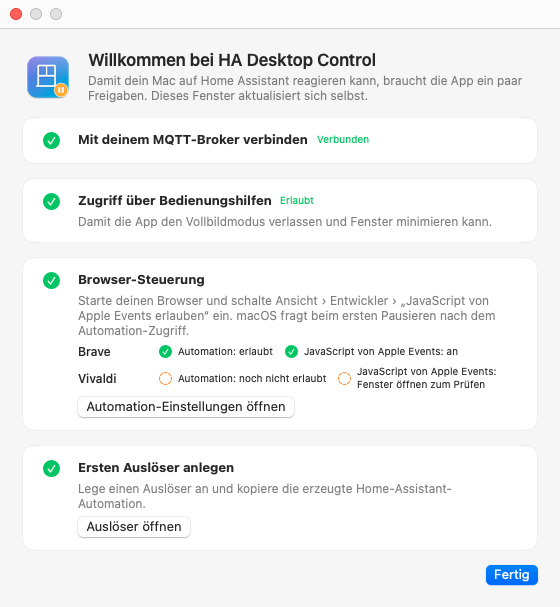 Willkommen bei HA Desktop Control
Damit dein Mac auf Home Assistant reagieren kann, braucht die App ein paar
Freigaben. Dieses Fenster aktualisiert sich selbst.
Mit deinem MQTT-Broker verbinden Verbunden
Zugriff über Bedienungshilfen Erlaubt
Damit die App den Vollbildmodus verlassen und Fenster minimieren kann.
Browser-Steuerung
Starte deinen Browser und schalte Ansicht › Entwickler › „JavaScript von
Apple Events erlauben“ ein. macOS fragt beim ersten Pausieren nach dem
Automation-Zugriff.
Brave Automation: erlaubt JavaScript von Apple Events: an
Vivaldi Automation: noch nicht erlaubt JavaScript von Apple Events:
Fenster öffnen zum Prüfen
Automation-Einstellungen öffnen
Ersten Auslöser anlegen
Lege einen Auslöser an und kopiere die erzeugte Home-Assistant-
Automation.
Auslöser öffnen
Fertig